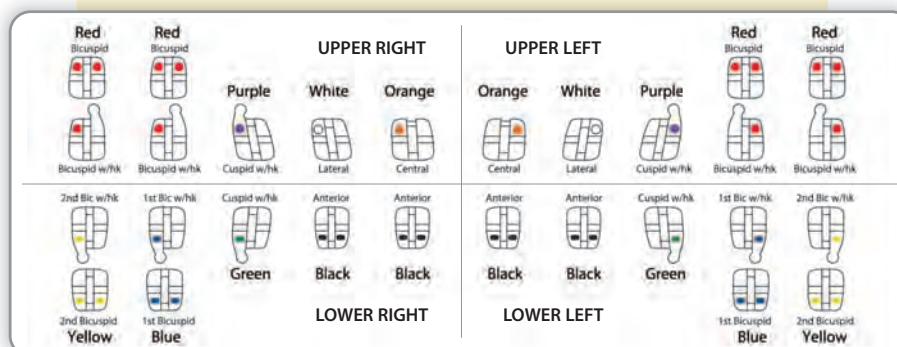 Red Red UPPER RIGHT UPPER LEFT Red Red
Bicuspid Bicuspid Bicuspid Bicuspid
Purple White Orange Orange White Purple
Bicuspid w/hk Bicuspid w/hk Cuspid w/hk Lateral Central Central Lateral Cuspid w/hk Bicuspid w/hk Bicuspid w/hk
2nd Bic w/hk 1st Bic w/hk Cuspid w/hk Anterior Anterior Anterior Anterior Cuspid w/hk 1st Bic w/hk 2nd Bic w/hk
Green Black Black Black Black Green
2nd Bicuspid 1st Bicuspid LOWER RIGHT LOWER LEFT 1st Bicuspid 2nd Bicuspid
Yellow Blue Blue Yellow